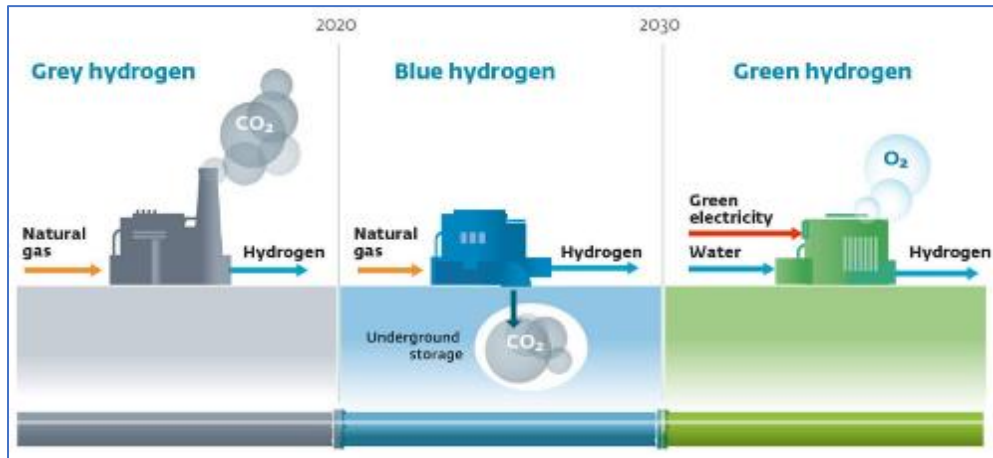 2020
2030
Grey hydrogen
CO₂
Natural
gas
Hydrogen
Blue hydrogen
Natural
gas
Hydrogen
Underground
storage
CO₂
Green hydrogen
O₂
Green
electricity
Water
Hydrogen